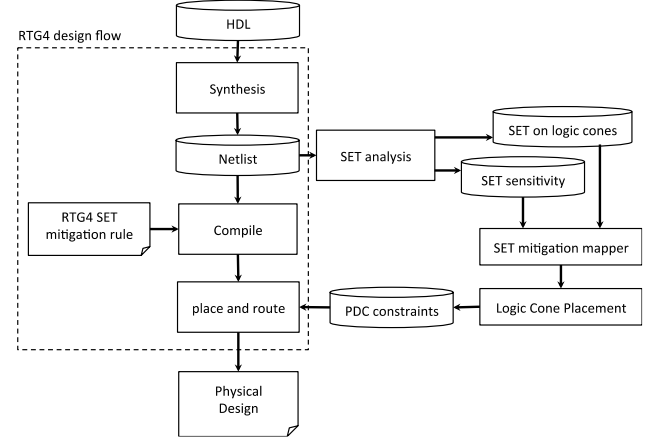 HDL
RTG4 design flow
Synthesis
SET on logic cones
Netlist
SET analysis
SET sensitivity
RTG4 SET
mitigation rule
Compile
SET mitigation mapper
place and route
PDC constraints
Logic Cone Placement
Physical
Design